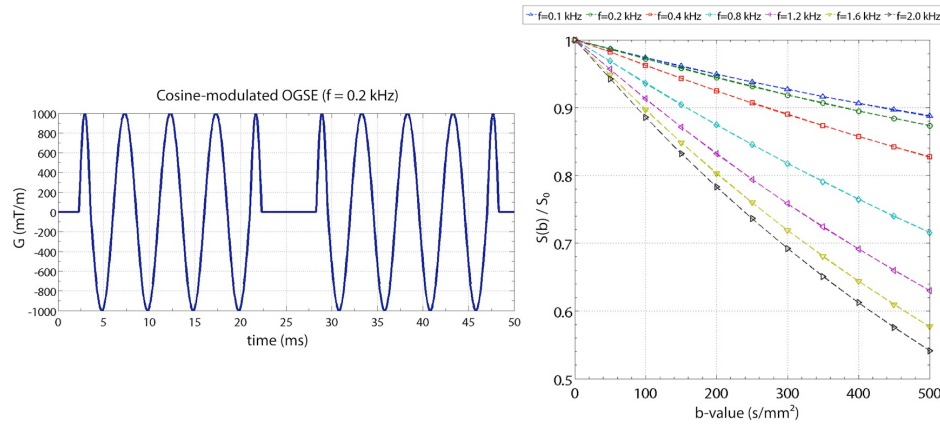 Cosine-modulated OGSE (f = 0.2 kHz)
1000
800
600
400
200
0
-200
-400
-600
-800
-1000
G (mT/m)
0 5 10 15 20 25 30 35 40 45 50
time (ms)
f=0.1 kHz f=0.2 kHz f=0.4 kHz f=0.8 kHz f=1.2 kHz f=1.6 kHz f=2.0 kHz
1
0.9
0.8
0.7
0.6
0.5
S(b) / S0
0 100 200 300 400 500
b-value (s/mm²)